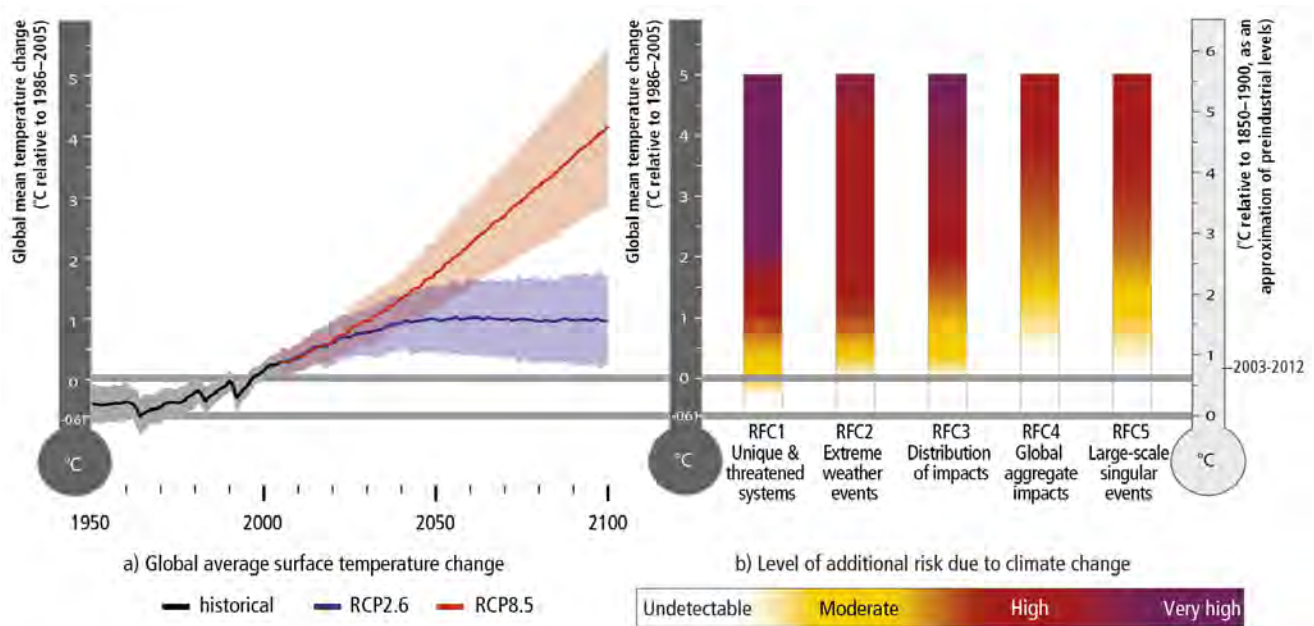 Global mean temperature change
(˚C relative to 1986–2005)
5
4
3
2
1
0
-061
°C
1950
2000
2050
2100
a) Global average surface temperature change
historical
RCP2.6
RCP8.5
Global mean temperature change
(˚C relative to 1986–2005)
5
4
3
2
1
0
-061
°C
RFC1
Unique &
threatened
systems
RFC2
Extreme
weather
events
RFC3
Distribution
of impacts
RFC4
Global
aggregate
impacts
RFC5
Large-scale
singular
events
6
5
4
3
2
1
0
°C
2003-2012
(˚C relative to 1850–1900, as an
approximation of preindustrial levels)
b) Level of additional risk due to climate change
Undetectable
Moderate
High
Very high